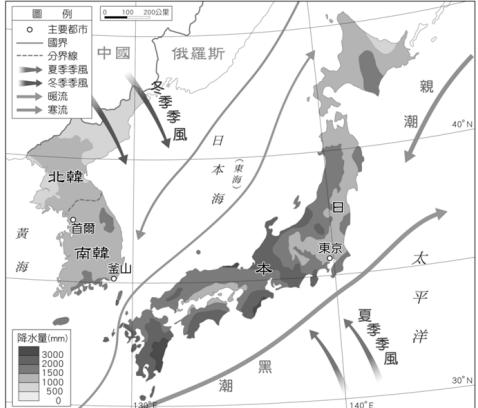 圖 例
主要都市
國界
分界線
夏季季風
冬季季風
暖流
寒流
0 100 200公里
中國
俄羅斯
冬季季風
日本海
(東海)
親潮
40°N
北韓
首爾
南韓
釜山
黃海
日本
東京
太平洋
夏季季風
黑潮
30°N
130°E
140°E
降水量(mm)
3000
2000
1500
1000
500
0